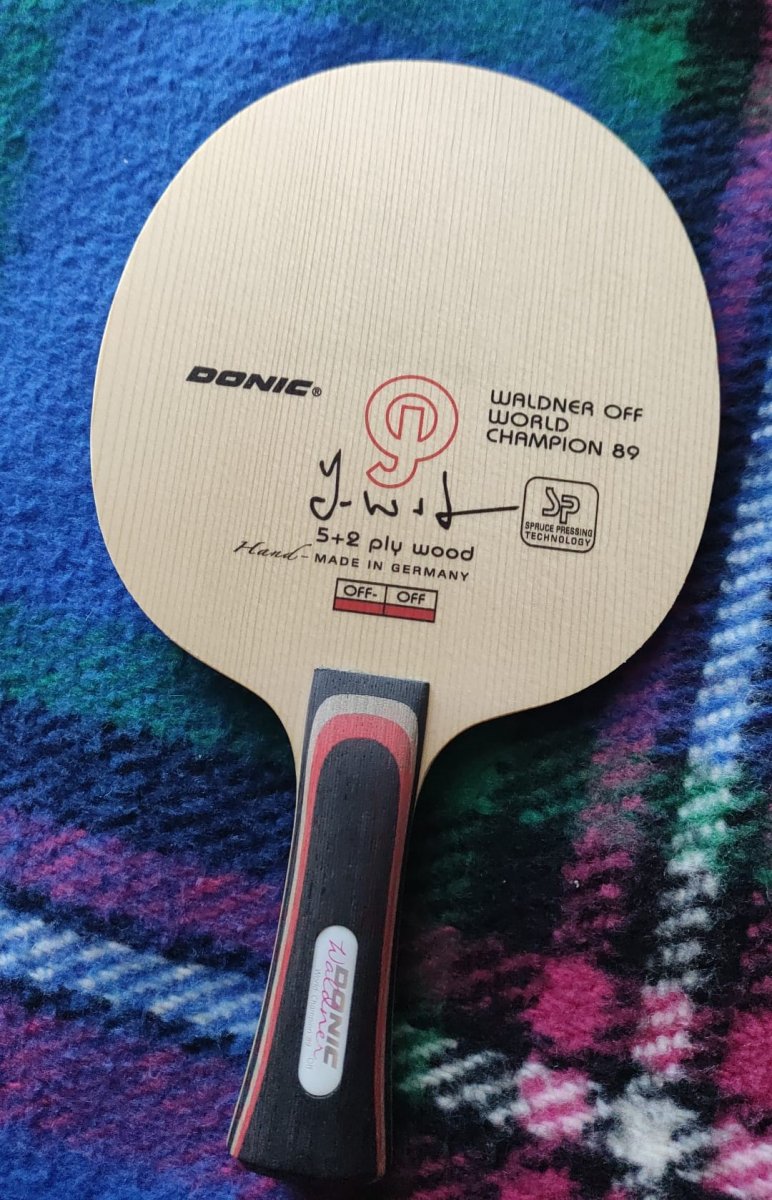 DONIC®
WALDNER OFF
WORLD
CHAMPION 89
SP
SPRUCE PRESSING
TECHNOLOGY
5+2 ply wood
Hand-MADE IN GERMANY
OFF- OFF
DONIC
Waldner